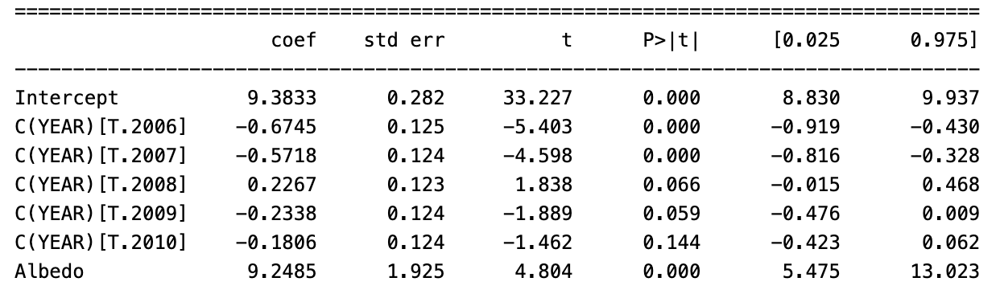 coef std err t P>|t| [0.025 0.975]
Intercept 9.3833 0.282 33.227 0.000 8.830 9.937
C(YEAR)[T.2006] -0.6745 0.125 -5.403 0.000 -0.919 -0.430
C(YEAR)[T.2007] -0.5718 0.124 -4.598 0.000 -0.816 -0.328
C(YEAR)[T.2008] 0.2267 0.123 1.838 0.066 -0.015 0.468
C(YEAR)[T.2009] -0.2338 0.124 -1.889 0.059 -0.476 0.009
C(YEAR)[T.2010] -0.1806 0.124 -1.462 0.144 -0.423 0.062
Albedo 9.2485 1.925 4.804 0.000 5.475 13.023